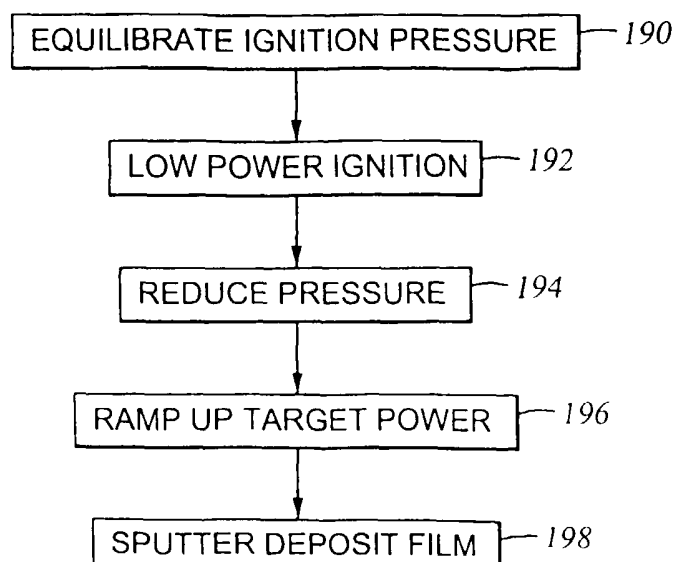 EQUILIBRATE IGNITION PRESSURE 190
LOW POWER IGNITION 192
REDUCE PRESSURE 194
RAMP UP TARGET POWER 196
SPUTTER DEPOSIT FILM 198